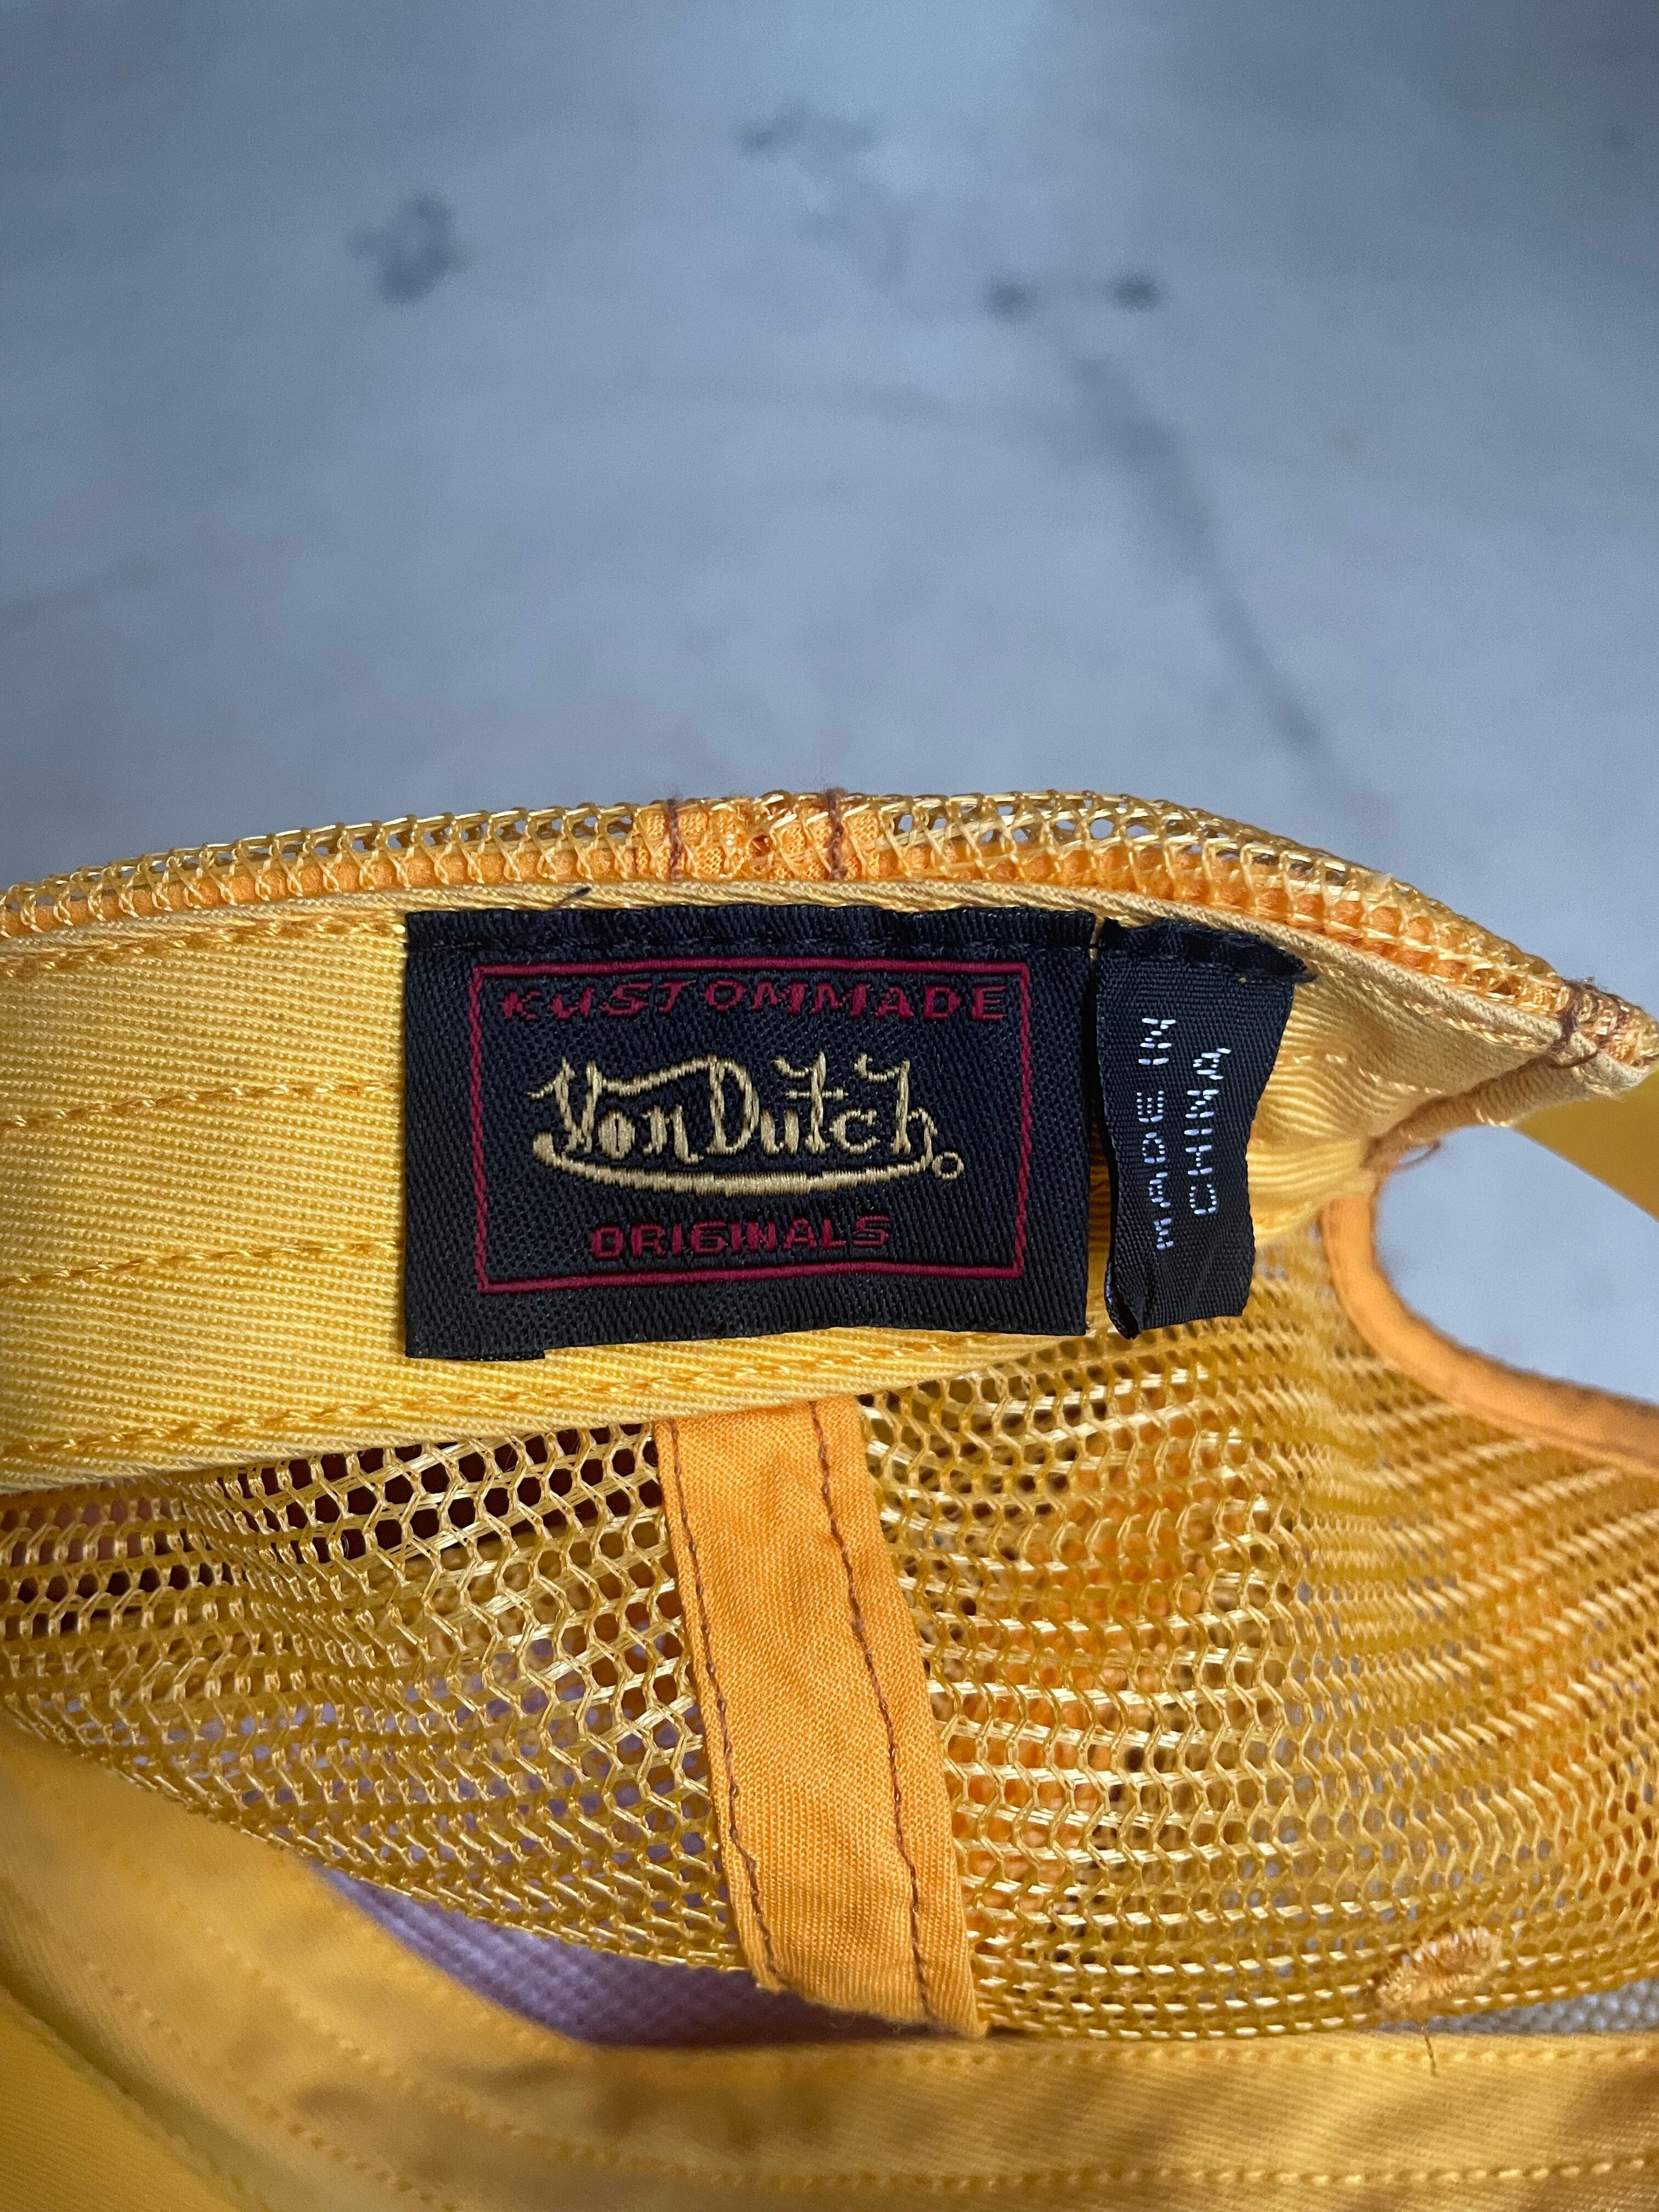 KUSTOMMADE
Von Dutch.
ORIGINALS
MADE IN
CHINA